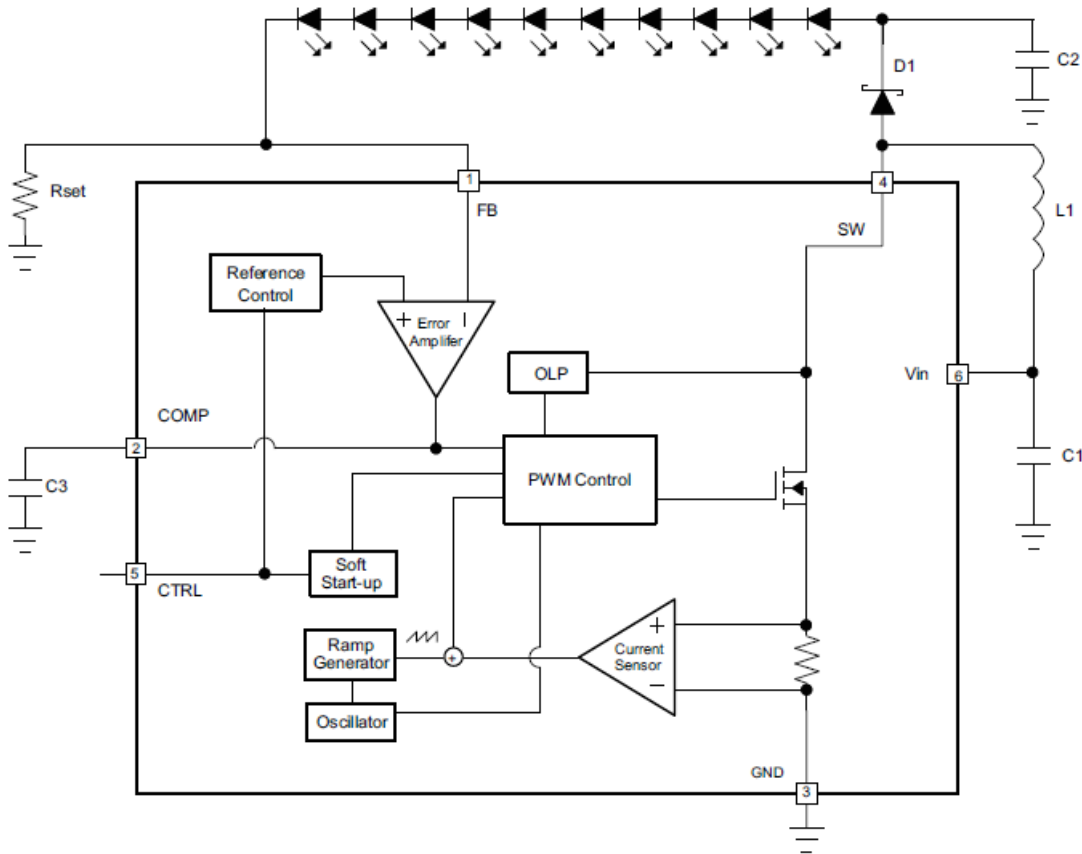 D1
C2
Rset
1
4
FB
L1
SW
Reference
Control
+
−
Error
Amplifer
OLP
Vin
6
COMP
2
C1
PWM Control
C3
5
Soft
Start-up
CTRL
Ramp
Generator
+
+
Current
Sensor
−
Oscillator
GND
3